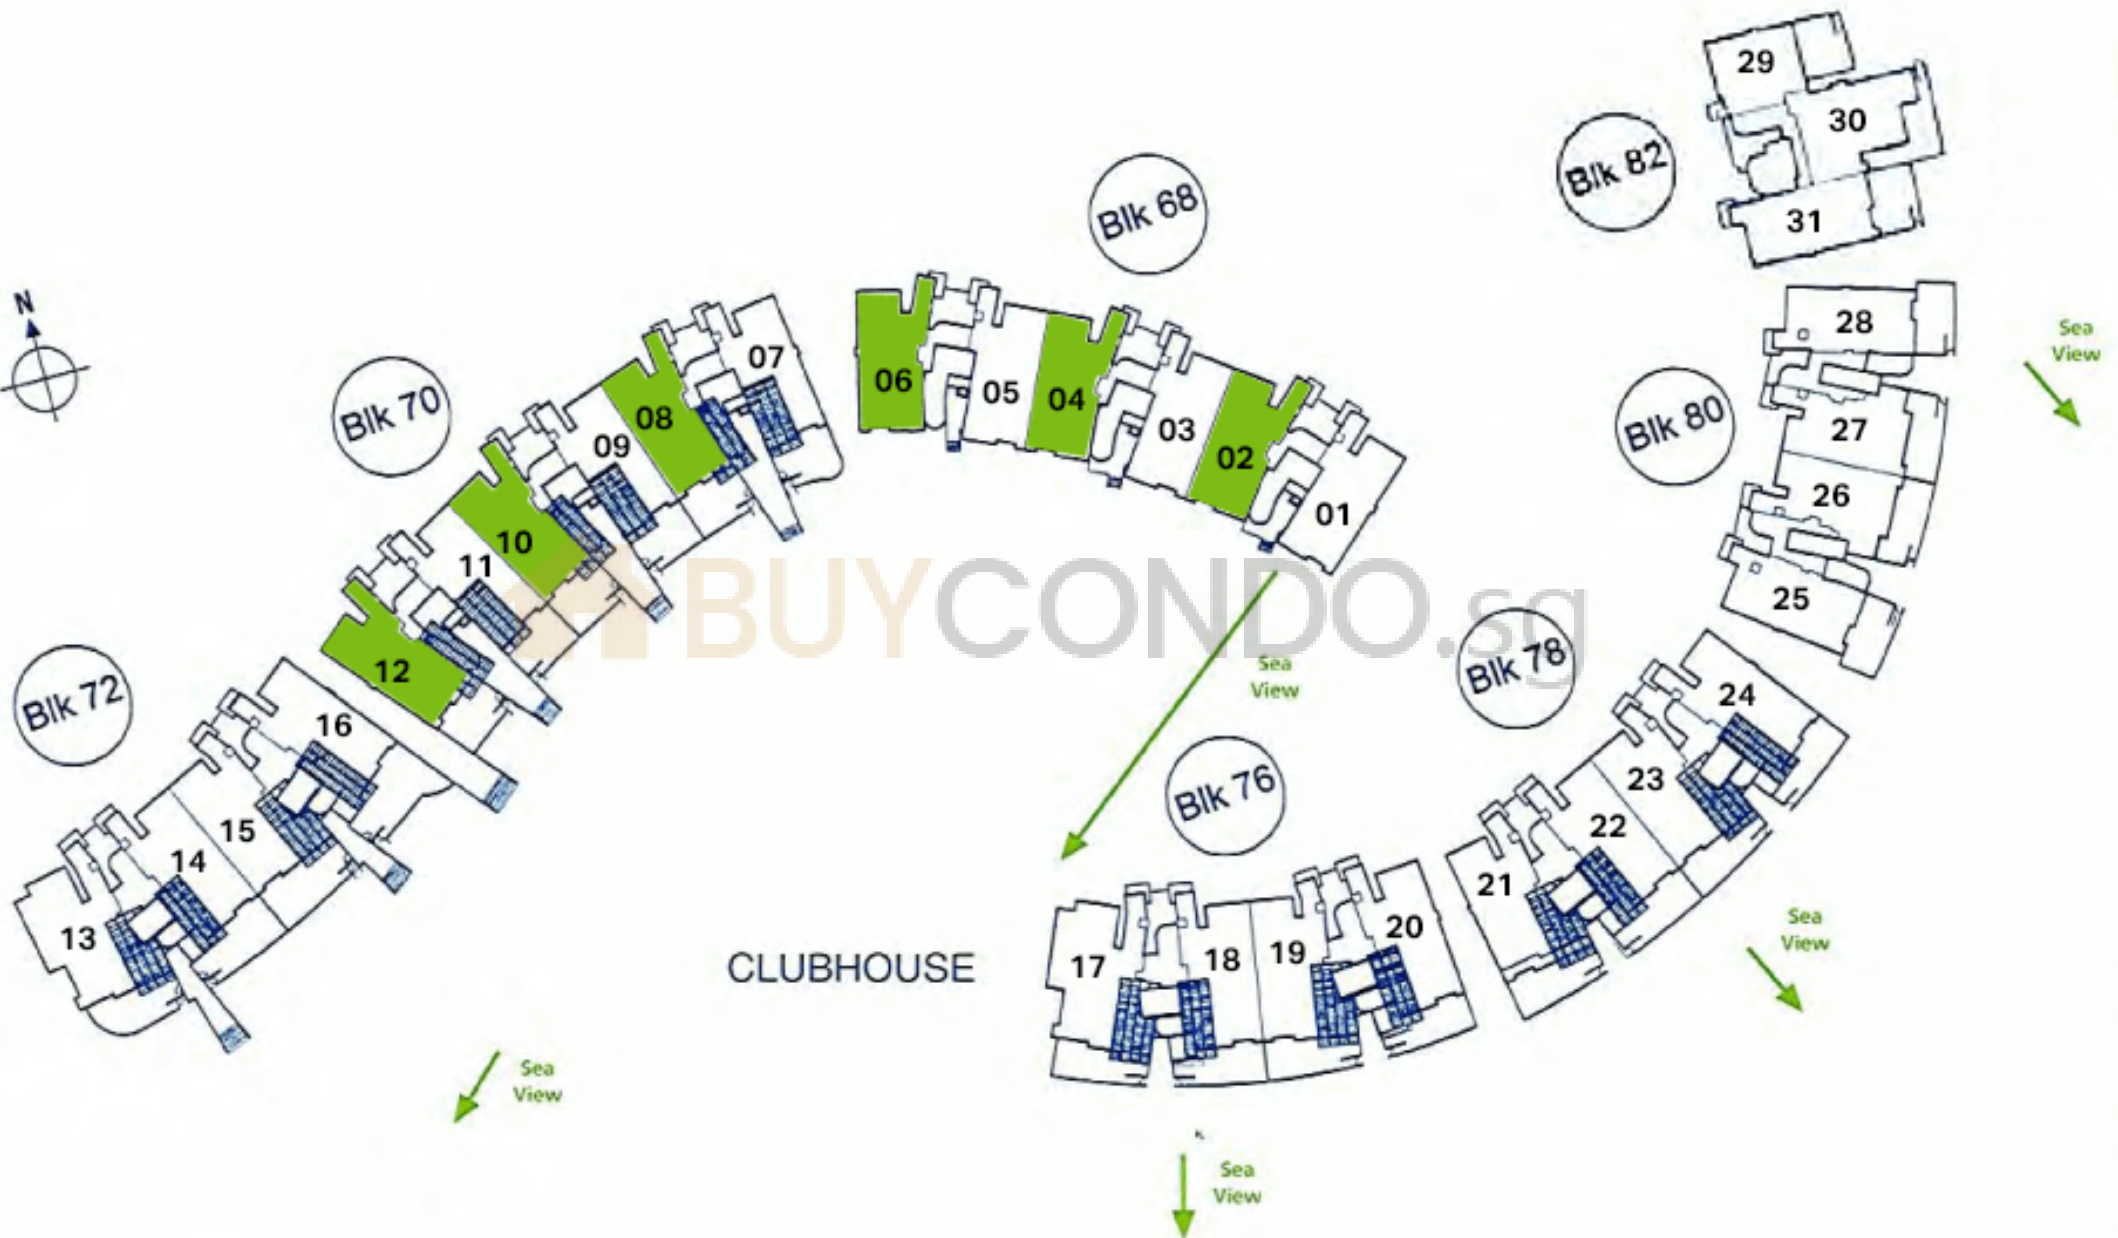 29
30
Blk 82
31
Blk 68
N
28
Sea
View
07
06
05
04
Blk 70
08
03
27
Blk 80
09
02
26
01
10
11
BUYCONDO.sg
25
12
Sea
View
Blk 78
Blk 72
24
16
23
Blk 76
22
15
14
21
20
Sea
View
13
19
18
17
CLUBHOUSE
Sea
View
Sea
View